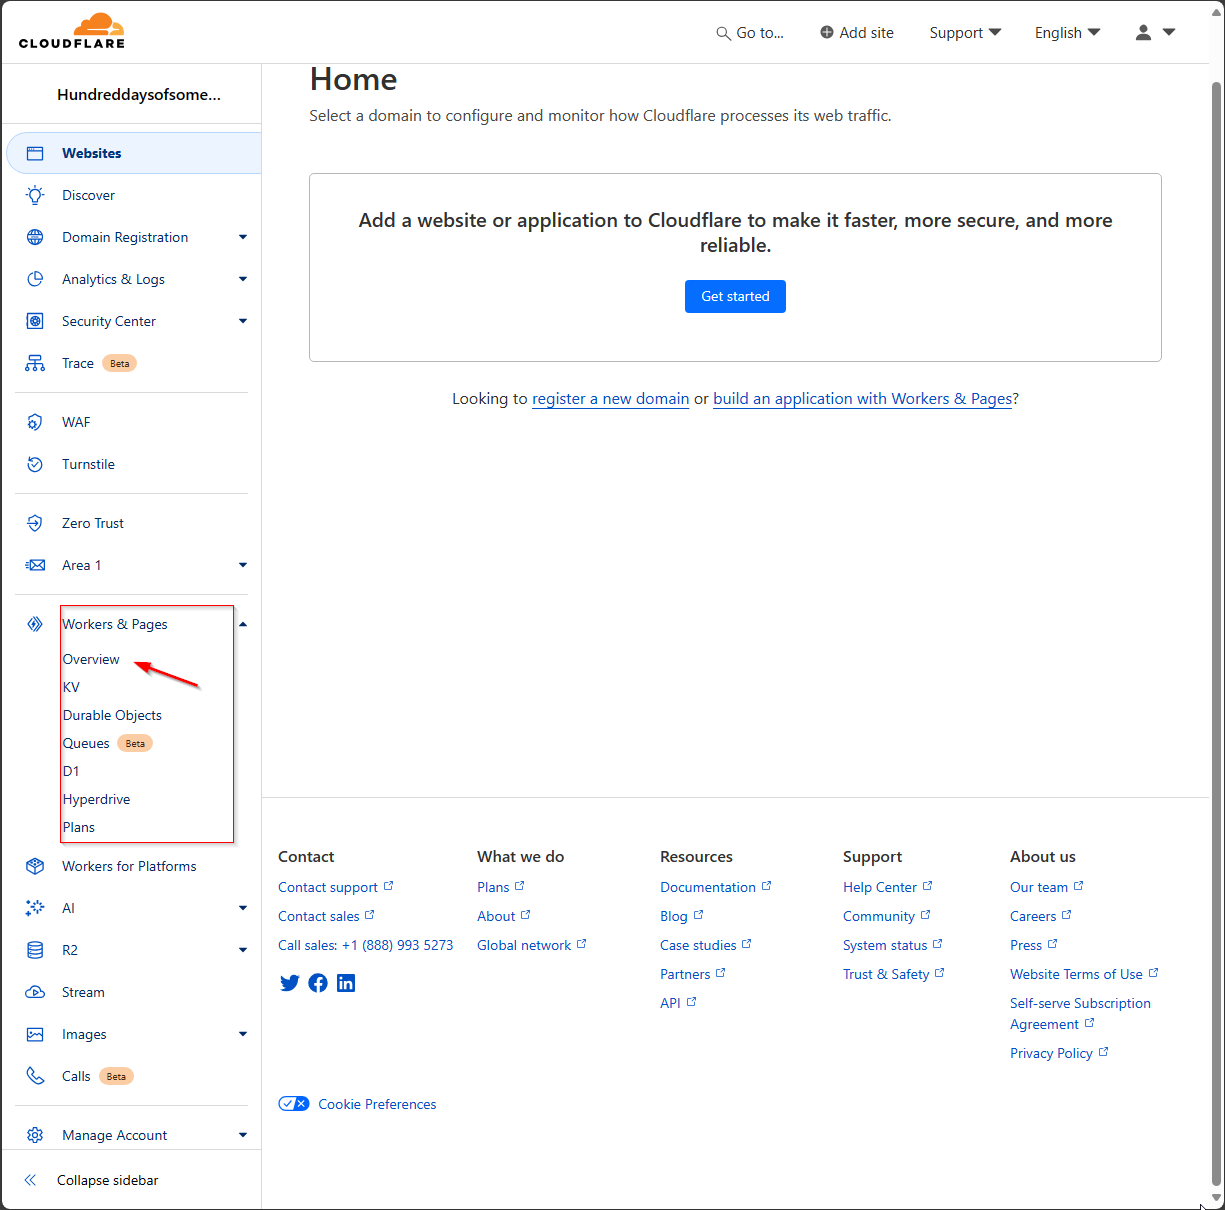 CLOUDFLARE
Go to...
Add site
Support
English
Hundreddaysofsome...
Websites
Discover
Domain Registration
Analytics & Logs
Security Center
Trace Beta
WAF
Turnstile
Zero Trust
Area 1
Workers & Pages
Overview
KV
Durable Objects
Queues Beta
D1
Hyperdrive
Plans
Workers for Platforms
AI
R2
Stream
Images
Calls Beta
Manage Account
Collapse sidebar
Home
Select a domain to configure and monitor how Cloudflare processes its web traffic.
Add a website or application to Cloudflare to make it faster, more secure, and more
reliable.
Get started
Looking to register a new domain or build an application with Workers & Pages?
Contact
Contact support
Contact sales
Call sales: +1 (888) 993 5273
What we do
Plans
About
Global network
Resources
Documentation
Blog
Case studies
Partners
API
Support
Help Center
Community
System status
Trust & Safety
About us
Our team
Careers
Press
Website Terms of Use
Self-serve Subscription
Agreement
Privacy Policy
Cookie Preferences